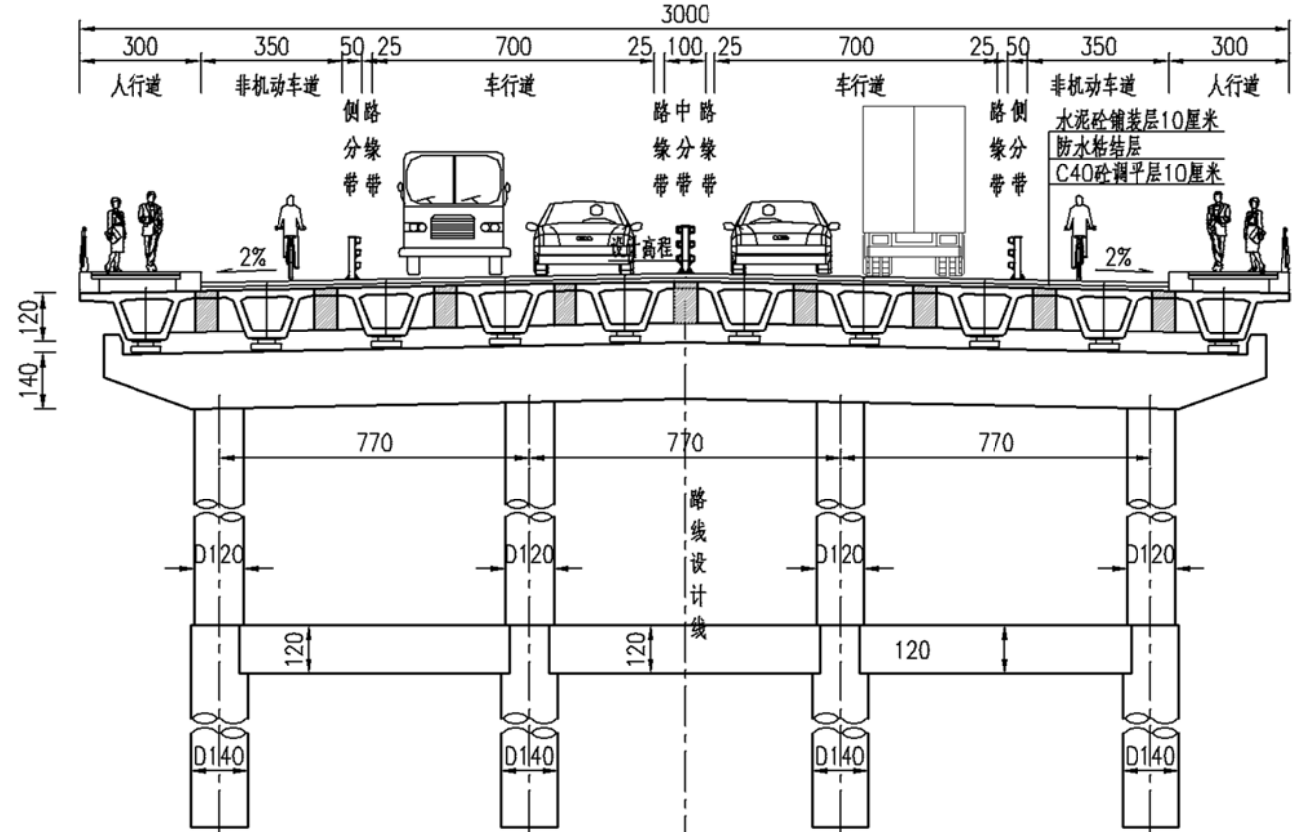 3000
300 350 50 25 700 25 100 25 700 25 50 350 300
人行道 非机动车道 侧分带 路缘带 车行道 路缘带 中分带 路缘带 车行道 路缘带 侧分带 非机动车道 人行道
水泥砼铺装层10厘米
防水粘结层
C40砼调平层10厘米
设计高程
2% 2%
120
140
770 770 770
路线设计线
D120 D120 D120 D120
120 120 120
D140 D140 D140 D140